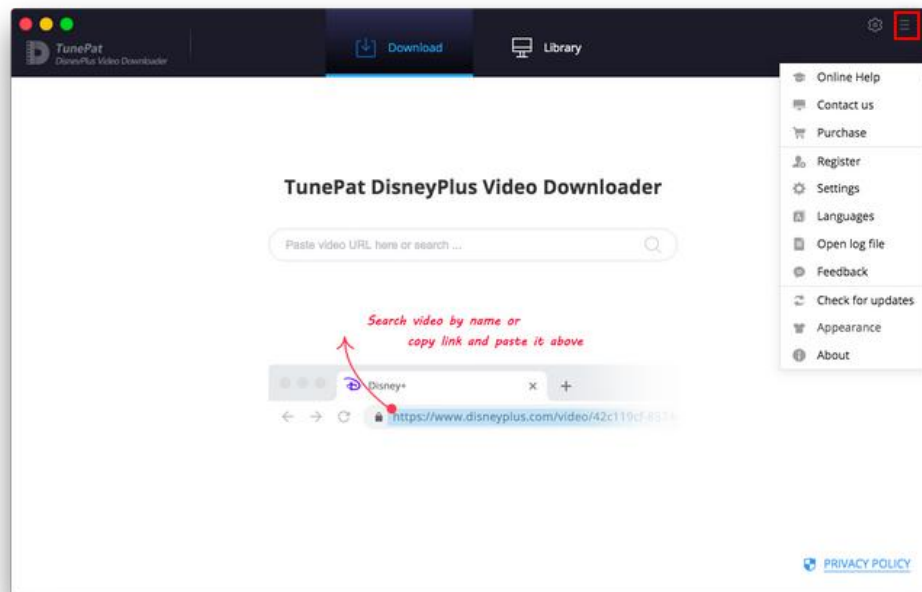 TunePat
DisneyPlus Video Downloader
Download
Library
Online Help
Contact us
Purchase
Register
Settings
Languages
Open log file
Feedback
Check for updates
Appearance
About
TunePat DisneyPlus Video Downloader
Paste video URL here or search ...
Search video by name or
copy link and paste it above
Disney+
https://www.disneyplus.com/video/42c119cf
PRIVACY POLICY